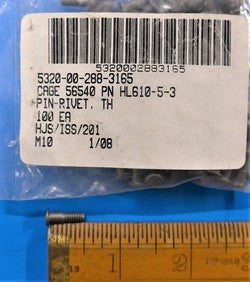 5320002883165
5320-00-288-3165
CAGE 56540 PN HL610-5-3
PIN-RIVET. TH
100 EA
HJS/ISS/201
M10 1/08
1 2